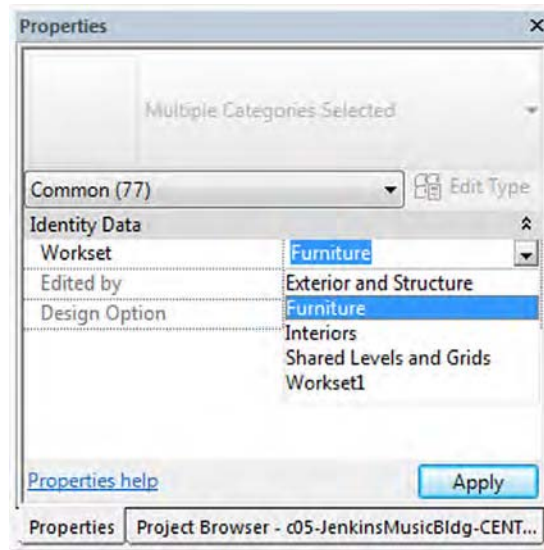 Properties
Multiple Categories Selected
Common (77)
Edit Type
Identity Data
Workset
Furniture
Edited by
Exterior and Structure
Design Option
Furniture
Interiors
Shared Levels and Grids
Workset1
Properties help
Apply
Properties
Project Browser - c05-JenkinsMusicBldg-CENT...